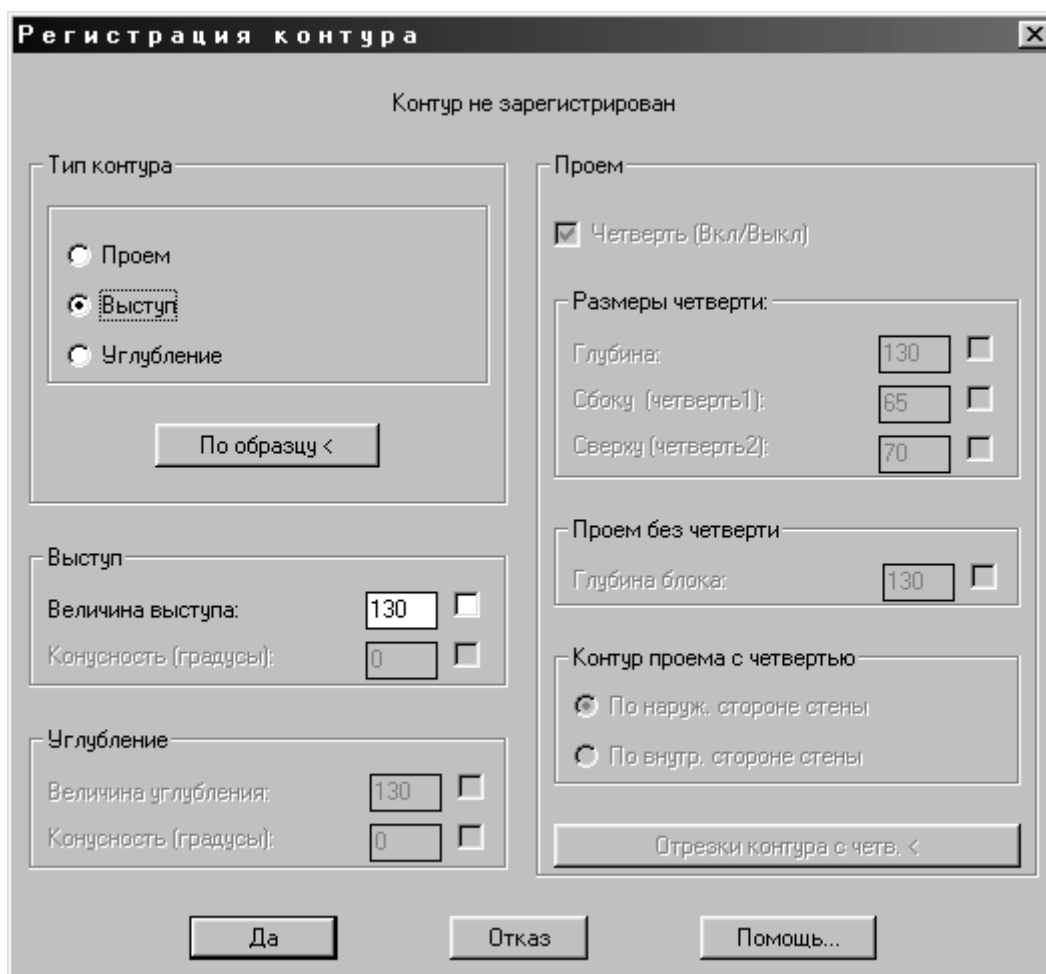 Регистрация контура
Контур не зарегистрирован
Тип контура
Проем
Выступ
Углубление
По образцу <
Выступ
Величина выступа: 130
Конусность (градусы): 0
Углубление
Величина углубления: 130
Конусность (градусы): 0
Проем
Четверть (Вкл/Выкл)
Размеры четверти:
Глубина: 130
Сбоку (четверть1): 65
Сверху (четверть2): 70
Проем без четверти
Глубина блока: 130
Контур проема с четвертью
По наруж. стороне стены
По внутр. стороне стены
Отрезки контура с четв. <
Да Отказ Помощь...